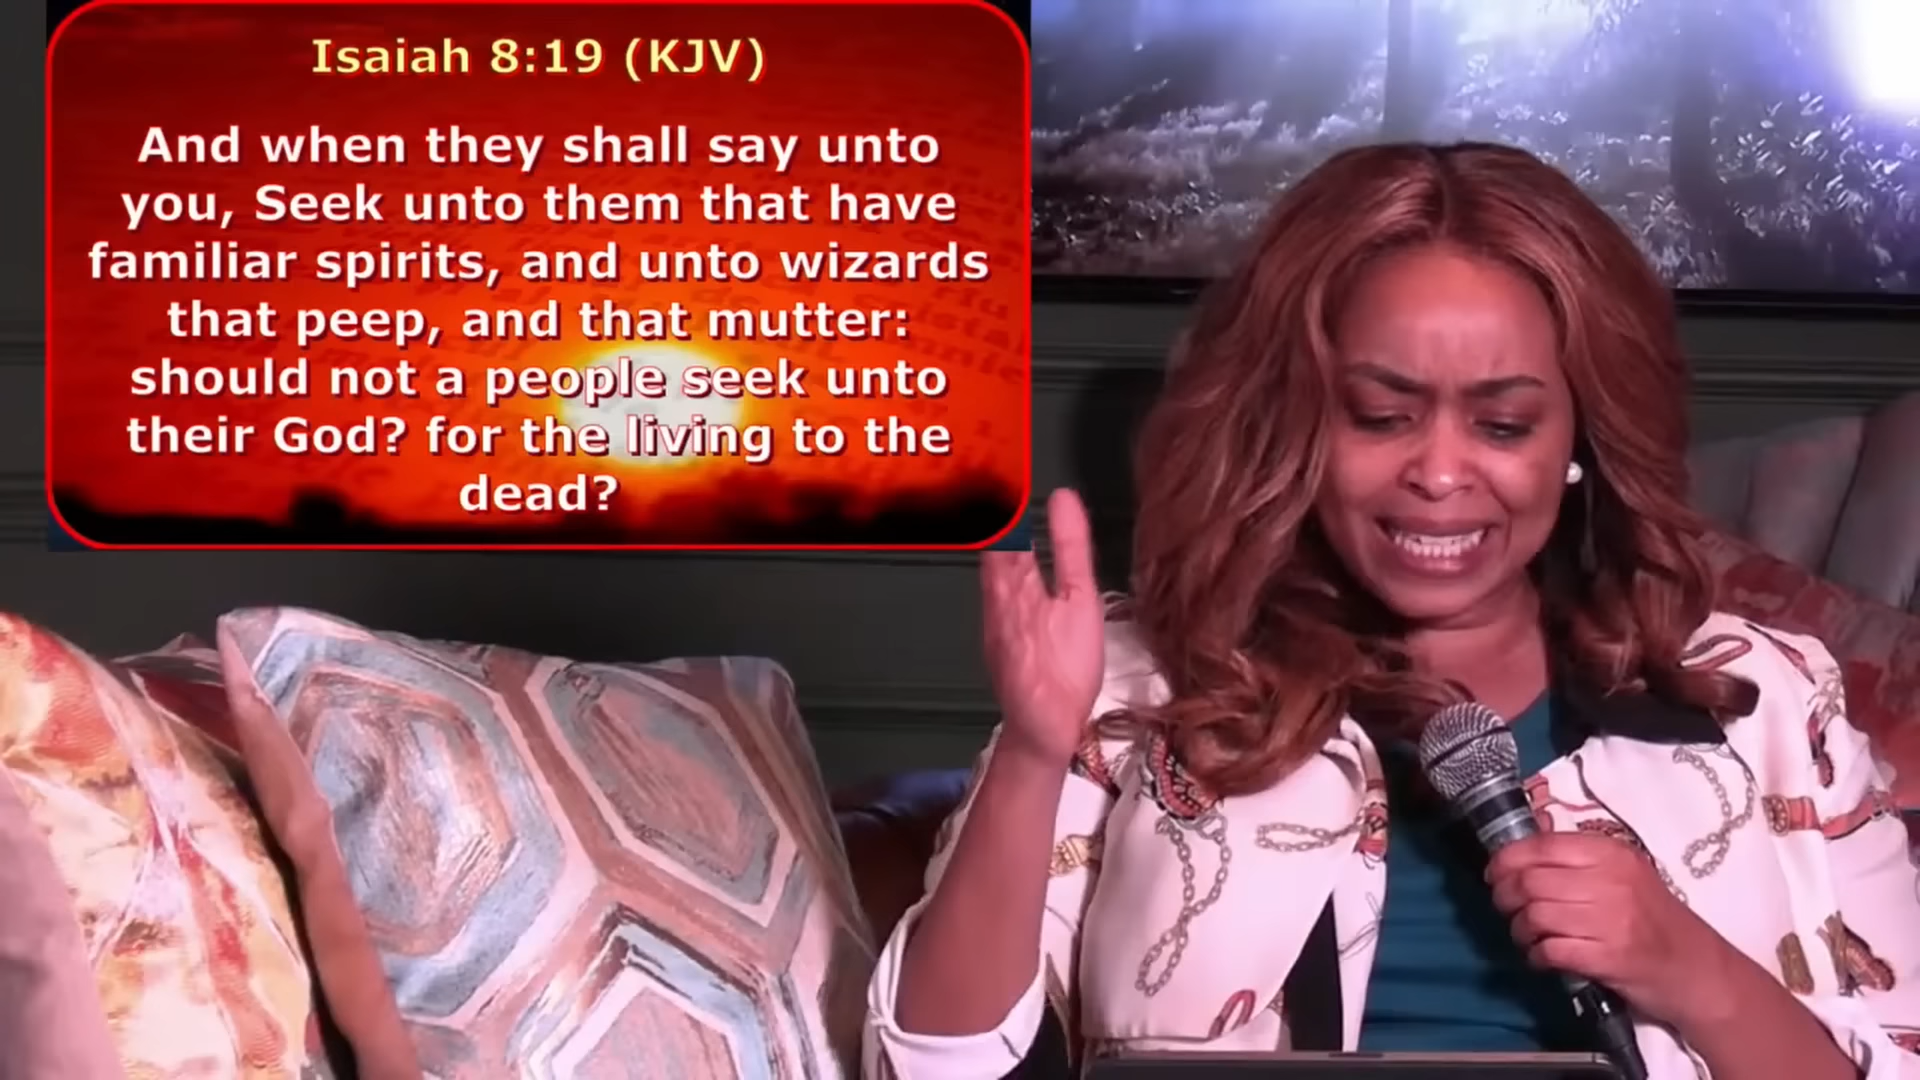 Isaiah 8:19 (KJV)
And when they shall say unto
you, Seek unto them that have
familiar spirits, and unto wizards
that peep, and that mutter:
should not a people seek unto
their God? for the living to the
dead?